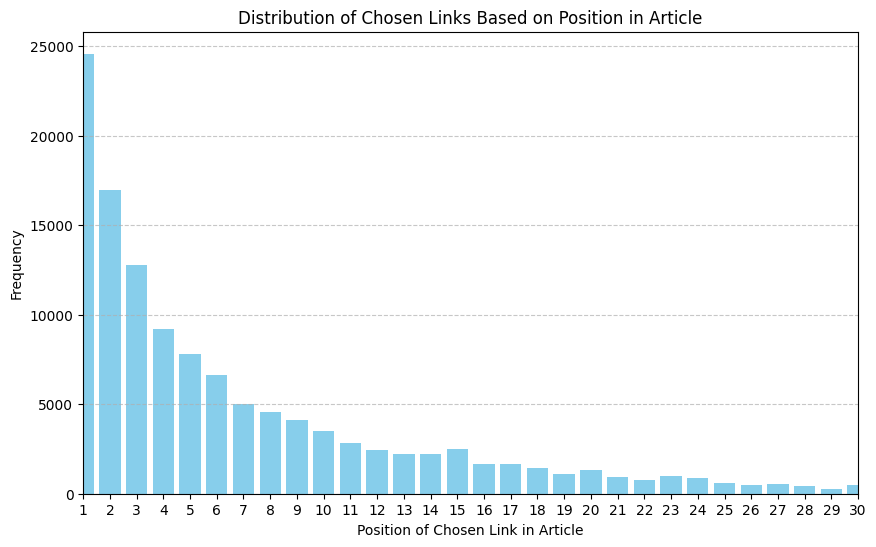 Distribution of Chosen Links Based on Position in Article
Frequency
25000
20000
15000
10000
5000
0
1 2 3 4 5 6 7 8 9 10 11 12 13 14 15 16 17 18 19 20 21 22 23 24 25 26 27 28 29 30
Position of Chosen Link in Article